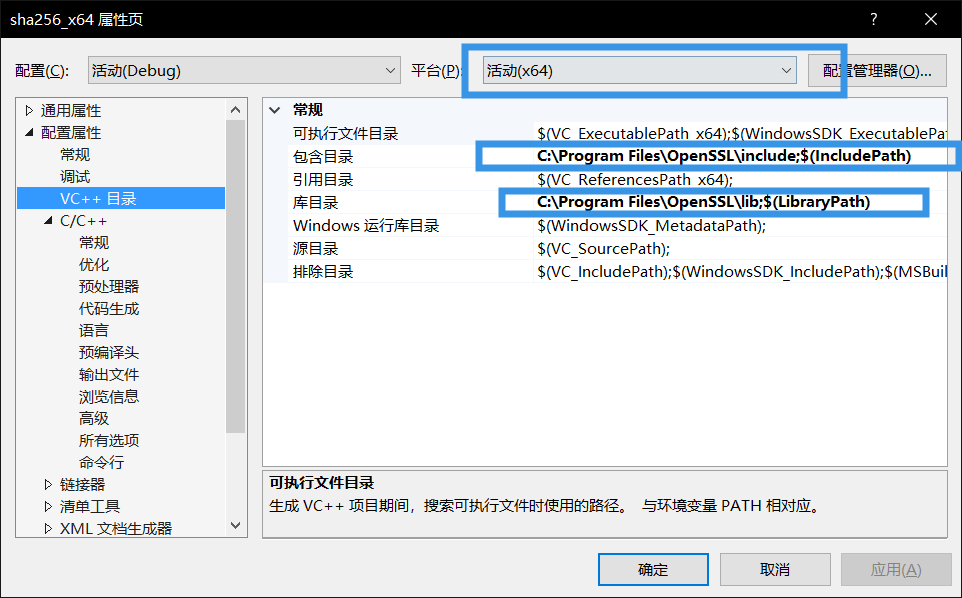 sha256_x64 属性页
?
配置(C):
活动(Debug)
平台(P):
活动(x64)
配置管理器(O)...
通用属性
配置属性
常规
调试
VC++ 目录
C/C++
常规
优化
预处理器
代码生成
语言
预编译头
输出文件
浏览信息
高级
所有选项
命令行
链接器
清单工具
XML 文档生成器
常规
可执行文件目录 $(VC_ExecutablePath_x64);$(WindowsSDK_ExecutablePat
包含目录 C:\Program Files\OpenSSL\include;$(IncludePath)
引用目录 $(VC_ReferencesPath_x64);
库目录 C:\Program Files\OpenSSL\lib;$(LibraryPath)
Windows 运行库目录 $(WindowsSDK_MetadataPath);
源目录 $(VC_SourcePath);
排除目录 $(VC_IncludePath);$(WindowsSDK_IncludePath);$(MSBuil
可执行文件目录
生成 VC++ 项目期间，搜索可执行文件时使用的路径。 与环境变量 PATH 相对应。
确定
取消
应用(A)